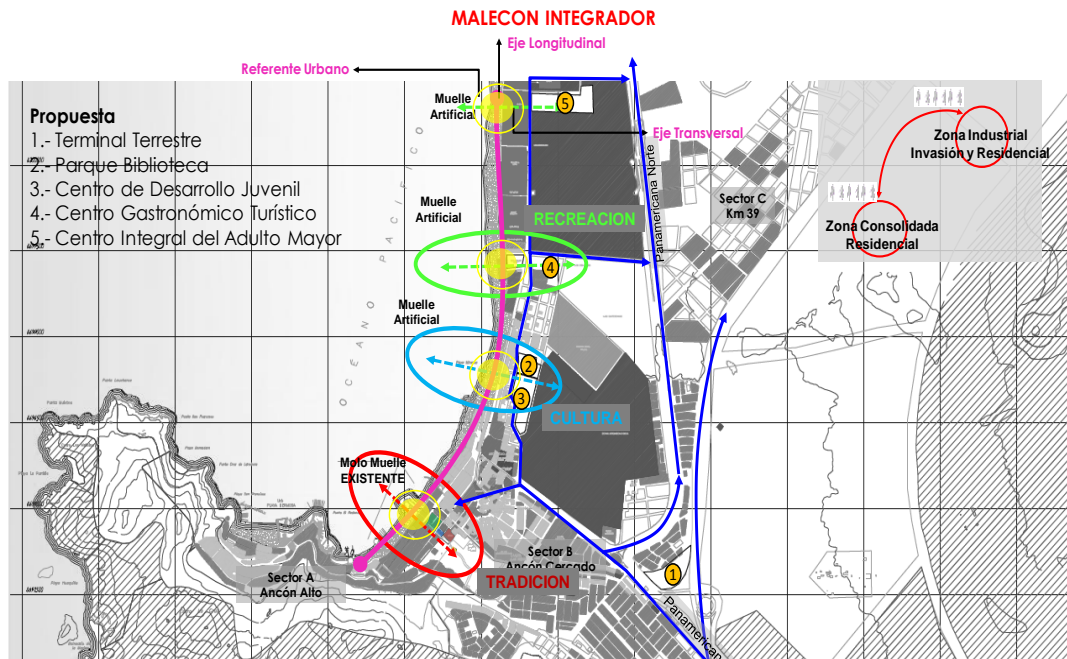 MALECON INTEGRADOR
Eje Longitudinal
Referente Urbano
Propuesta
1.- Terminal Terrestre
2.- Parque Biblioteca
3.- Centro de Desarrollo Juvenil
4.- Centro Gastronómico Turístico
5.- Centro Integral del Adulto Mayor
Muelle
Artificial
5
Eje Transversal
Zona Industrial
Invasión y Residencial
Zona Consolidada
Residencial
Panamericana Norte
Sector C
Km 39
OCÉANO PACIFICO
Muelle
Artificial
RECREACION
4
Muelle
Artificial
2
3
CULTURA
Molo Muelle
EXISTENTE
Sector B
Ancón Cercado
TRADICION
Sector A
Ancón Alto
1
Panamerican